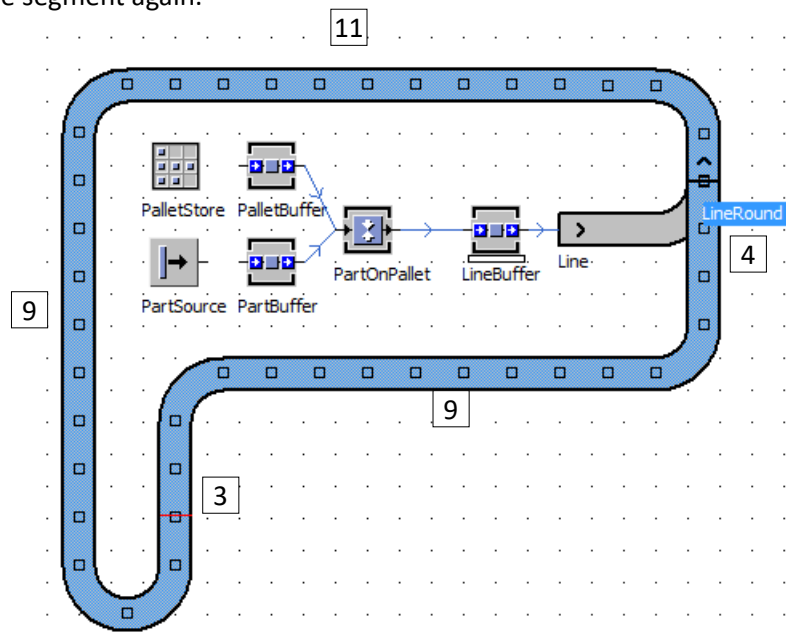 e segment again.
11
PalletStore PalletBuffer
LineRound
4
PartOnPallet LineBuffer Line
PartSource PartBuffer
9
9
3